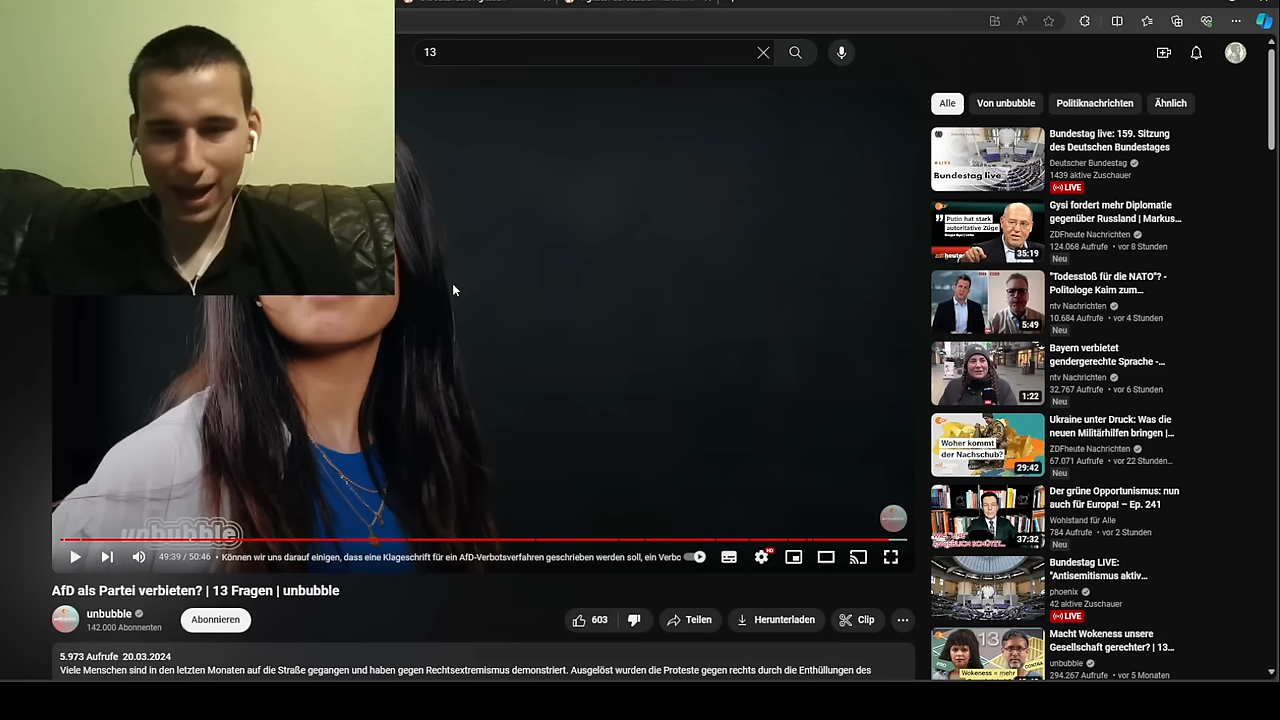 13
Alle
Von unbubble
Politiknachrichten
Ähnlich
Bundestag live
Bundestag live: 159. Sitzung
des Deutschen Bundestages
Deutscher Bundestag
1439 aktive Zuschauer
LIVE
Putin hat stark
autoritative Züge
35:19
Gysi fordert mehr Diplomatie
gegenüber Russland | Markus...
ZDFheute Nachrichten
124.068 Aufrufe • vor 8 Stunden
Neu
5:49
"Todesstoß für die NATO"? -
Politologe Kaim zum...
ntv Nachrichten
10.684 Aufrufe • vor 4 Stunden
Neu
1:22
Bayern verbietet
gendergerechte Sprache -...
ntv Nachrichten
32.767 Aufrufe • vor 6 Stunden
Neu
Woher kommt
der Nachschub?
29:42
Ukraine unter Druck: Was die
neuen Militärhilfen bringen |...
ZDFheute Nachrichten
67.071 Aufrufe • vor 22 Stunden...
Neu
37:32
Der grüne Opportunismus: nun
auch für Europa! – Ep. 241
Wohlstand für Alle
784 Aufrufe • vor 2 Stunden
Neu
Bundestag LIVE:
"Antisemitismus aktiv...
phoenix
42 aktive Zuschauer
LIVE
13
PRO
CONTRA
Wokeness = mehr
Macht Wokeness unsere
Gesellschaft gerechter? | 13...
unbubble
294.267 Aufrufe • vor 5 Monaten
unbubble
49:39 / 50:46 • Können wir uns darauf einigen, dass eine Klageschrift für ein AfD-Verbotsverfahren geschrieben werden soll, ein Verbc
HD
AfD als Partei verbieten? | 13 Fragen | unbubble
unbubble
142.000 Abonnenten
Abonnieren
603
Teilen
Herunterladen
Clip
5.973 Aufrufe 20.03.2024
Viele Menschen sind in den letzten Monaten auf die Straße gegangen und haben gegen Rechtsextremismus demonstriert. Ausgelöst wurden die Proteste gegen rechts durch die Enthüllungen des